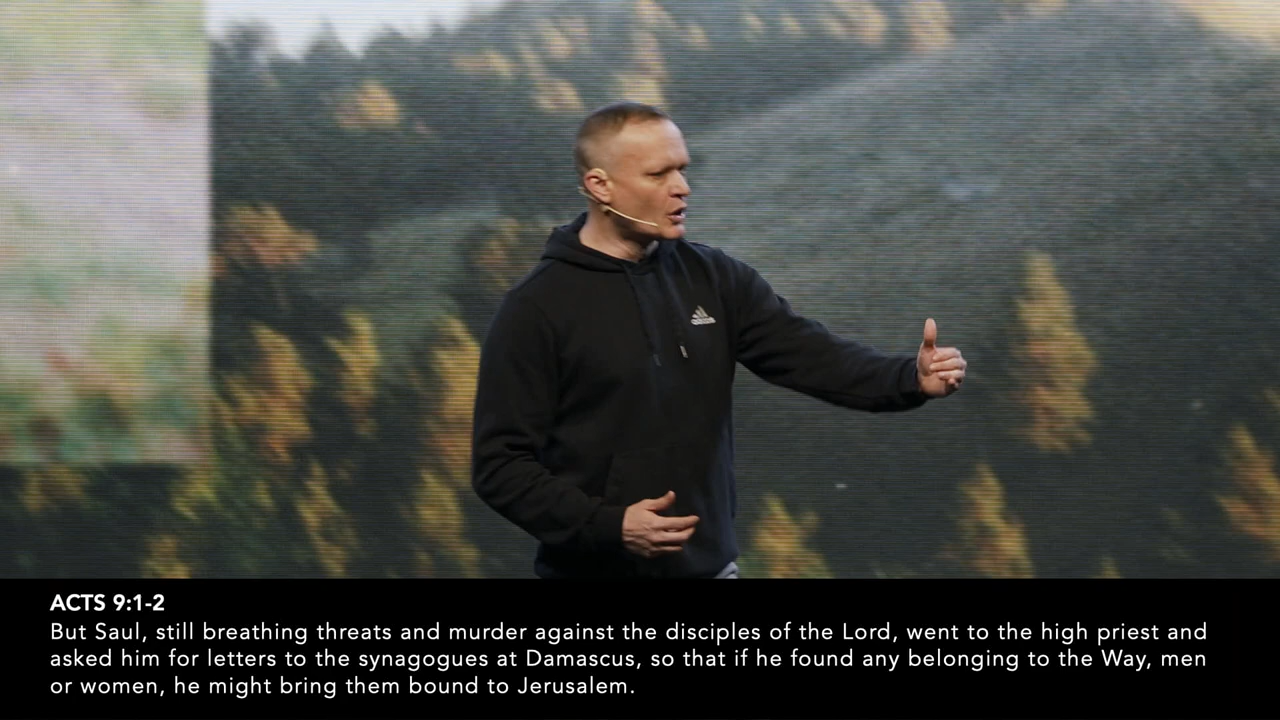 adidas
ACTS 9:1-2
But Saul, still breathing threats and murder against the disciples of the Lord, went to the high priest and
asked him for letters to the synagogues at Damascus, so that if he found any belonging to the Way, men
or women, he might bring them bound to Jerusalem.